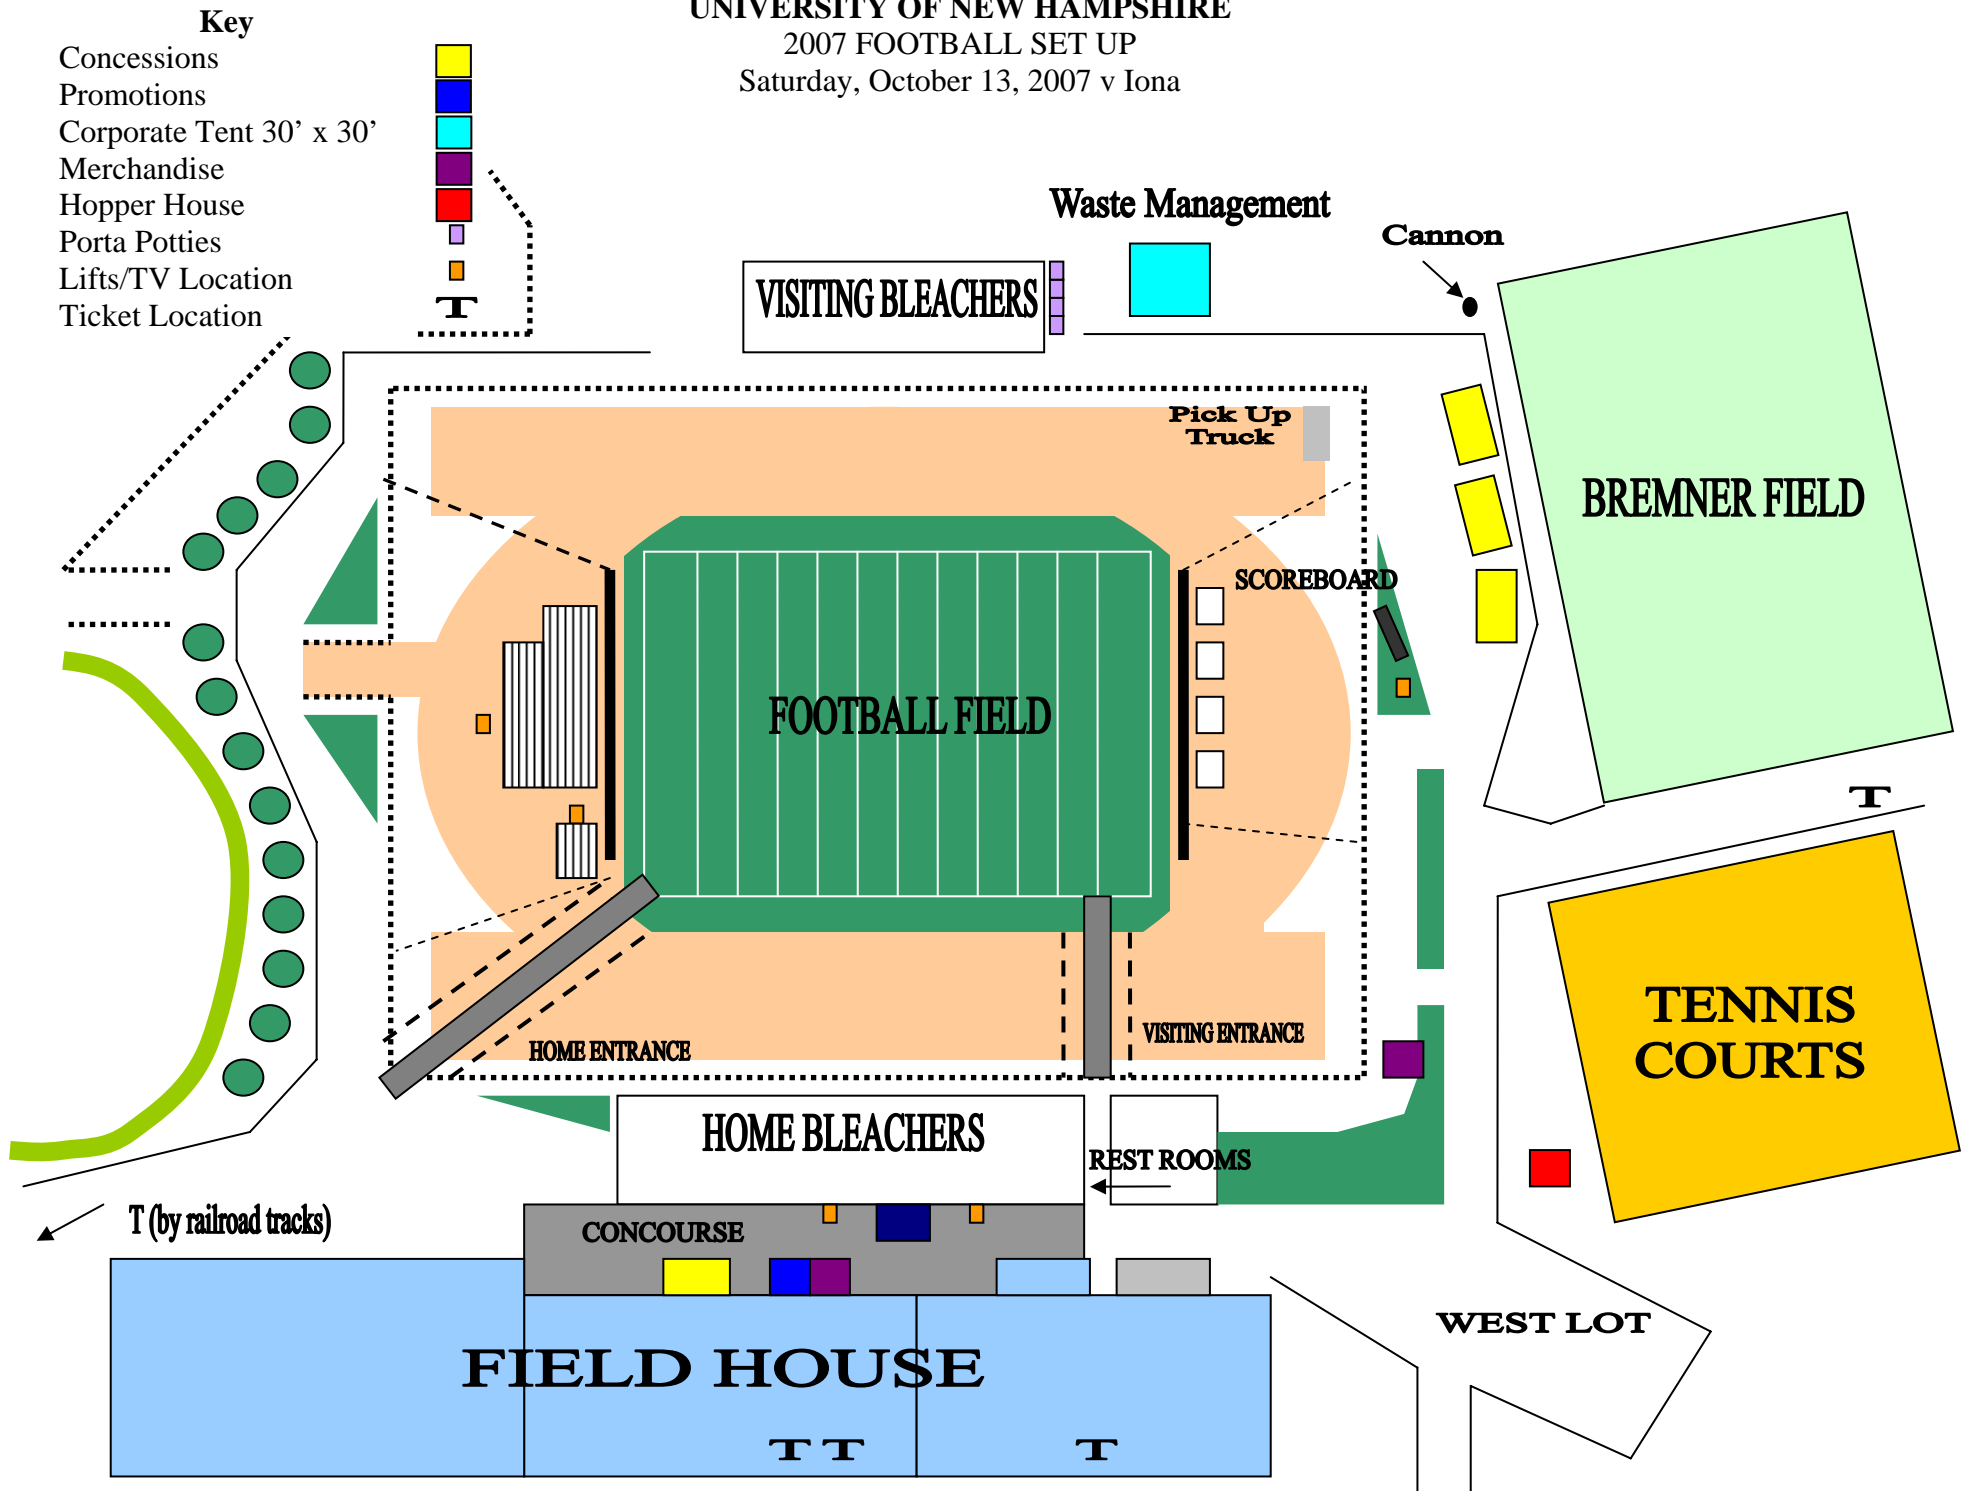 UNIVERSITY OF NEW HAMPSHIRE
2007 FOOTBALL SET UP
Saturday, October 13, 2007 v Iona
Key
Concessions
Promotions
Corporate Tent 30’ x 30’
Merchandise
Hopper House
Porta Potties
Lifts/TV Location
Ticket Location
T
Waste Management
Cannon
VISITING BLEACHERS
Pick Up
Truck
BREMNER FIELD
SCOREBOARD
FOOTBALL FIELD
T
TENNIS
COURTS
HOME ENTRANCE
VISITING ENTRANCE
HOME BLEACHERS
REST ROOMS
T (by railroad tracks)
CONCOURSE
WEST LOT
FIELD HOUSE
T T
T